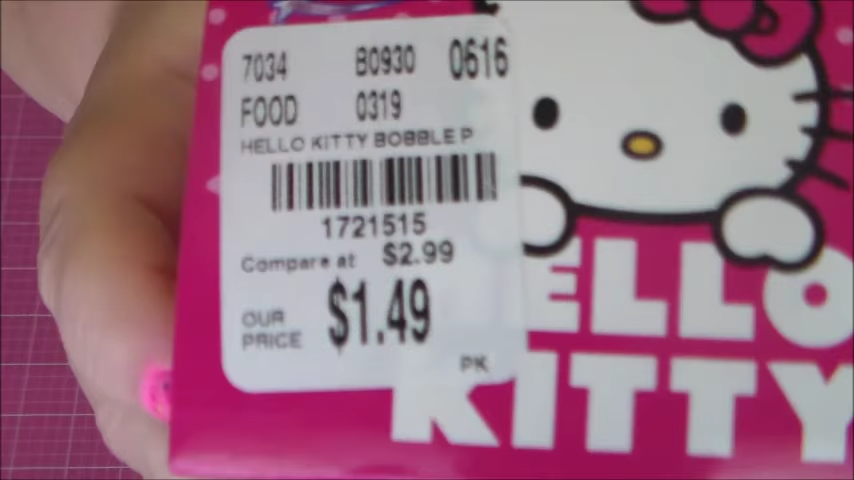 7034 B0930 0616
FOOD 0319
HELLO KITTY BOBBLE P
1721515
Compare at $2.99
OUR PRICE $1.49
PK
ELLO
KITTY